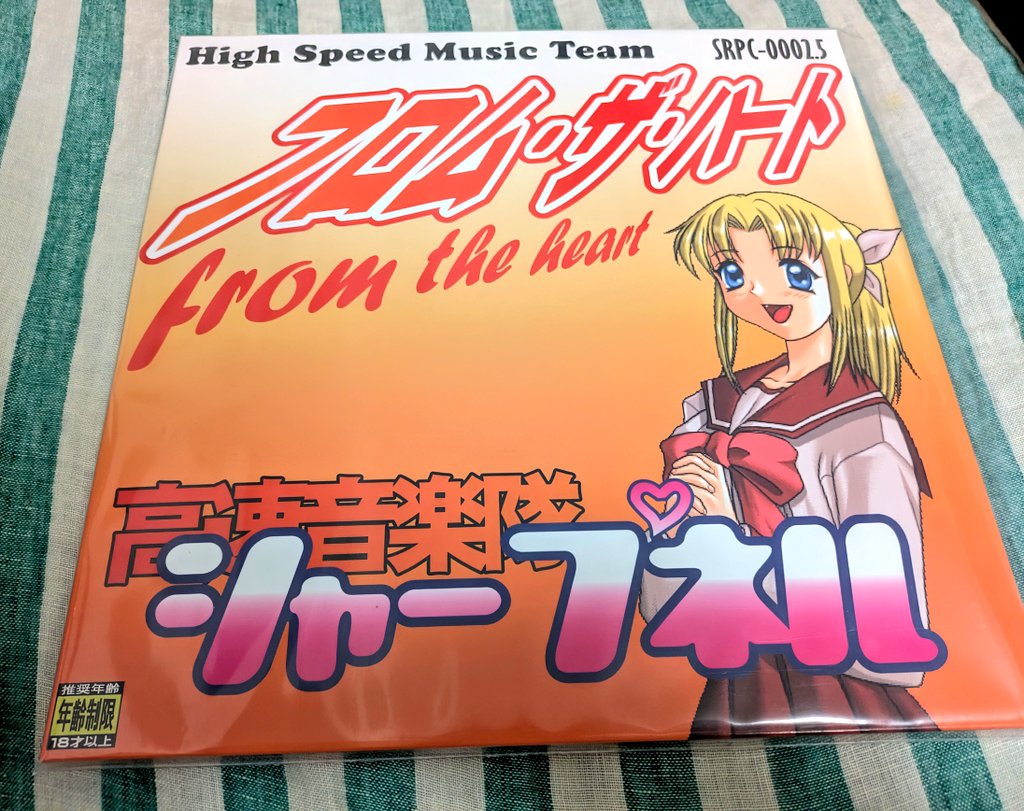 High Speed Music Team
SRPC-0002.5
フロム・ザ・ハート
from the heart
高速音楽隊
シャープネル
推奨年齢
年齢制限
18才以上